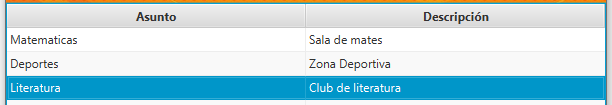 Asunto Descripción
Matematicas Sala de mates
Deportes Zona Deportiva
Literatura Club de literatura